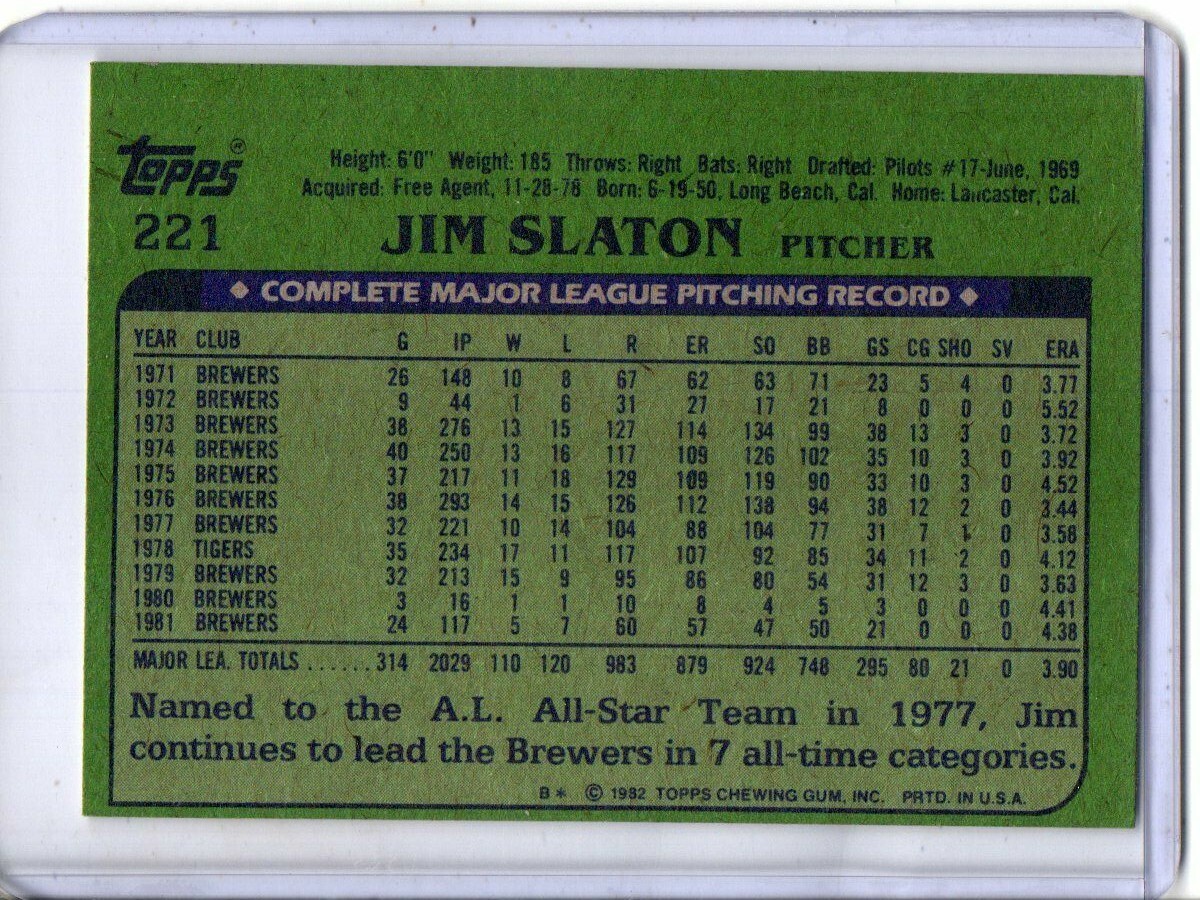 Topps®
221
Height: 6'0" Weight: 185 Throws: Right Bats: Right Drafted: Pilots #17-June, 1969
Acquired: Free Agent, 11-28-78 Born: 6-19-50, Long Beach, Cal. Home: Lancaster, Cal.
JIM SLATON PITCHER
◆ COMPLETE MAJOR LEAGUE PITCHING RECORD ◆
YEAR CLUB G IP W L R ER SO BB GS CG SHO SV ERA
1971 BREWERS 26 148 10 8 67 62 63 71 23 5 4 0 3.77
1972 BREWERS 9 44 1 6 31 27 17 21 8 0 0 0 5.52
1973 BREWERS 38 276 13 15 127 114 134 99 38 13 3 0 3.72
1974 BREWERS 40 250 13 16 117 109 126 102 35 10 3 0 3.92
1975 BREWERS 37 217 11 18 129 109 119 90 33 10 3 0 4.52
1976 BREWERS 38 293 14 15 126 112 138 94 38 12 2 0 3.44
1977 BREWERS 32 221 10 14 104 88 104 77 31 7 1 0 3.58
1978 TIGERS 35 234 17 11 117 107 92 85 34 11 2 0 4.12
1979 BREWERS 32 213 15 9 95 86 80 54 31 12 3 0 3.63
1980 BREWERS 3 16 1 1 10 8 4 5 3 0 0 0 4.41
1981 BREWERS 24 117 5 7 60 57 47 50 21 0 0 0 4.38
MAJOR LEA. TOTALS ...... 314 2029 110 120 983 879 924 748 295 80 21 0 3.90
Named to the A.L. All-Star Team in 1977, Jim
continues to lead the Brewers in 7 all-time categories.
B* © 1982 TOPPS CHEWING GUM, INC. PRTD. IN U.S.A.